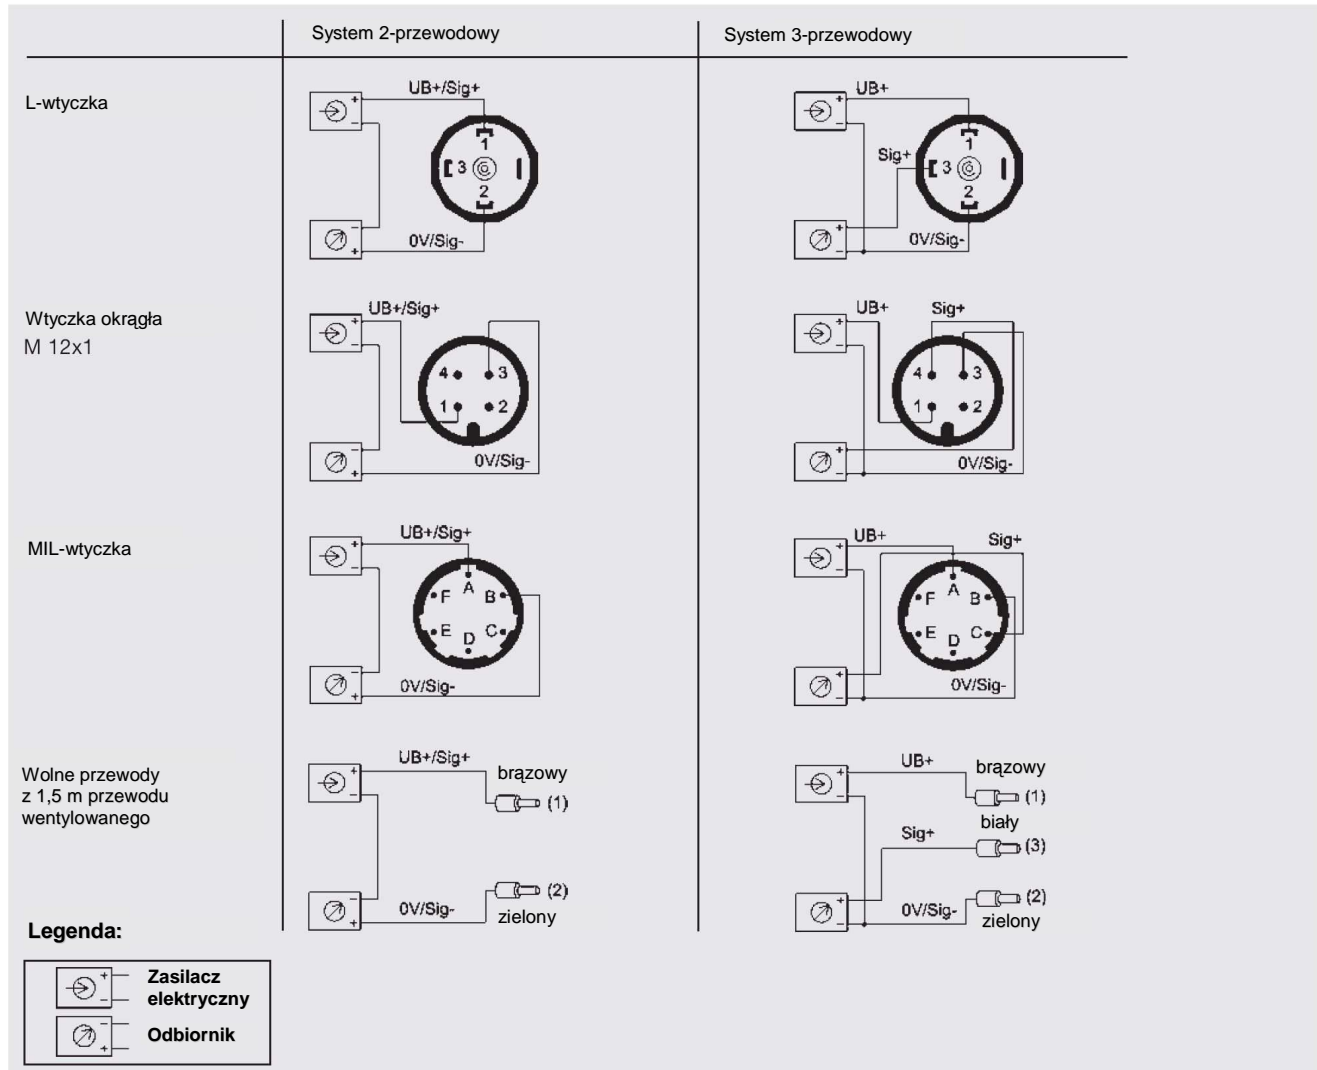 System 2-przewodowy
System 3-przewodowy
L-wtyczka
UB+/Sig+
+
-
1
3
2
-
+
0V/Sig-
UB+
+
-
Sig+
1
3
2
+
-
0V/Sig-
Wtyczka okrągła
M 12x1
UB+/Sig+
+
-
4 3
1 2
-
+
0V/Sig-
UB+
Sig+
+
-
4 3
1 2
+
-
0V/Sig-
MIL-wtyczka
UB+/Sig+
+
-
A
F B
E C
D
-
+
0V/Sig-
UB+
Sig+
+
-
A
F B
E C
D
+
-
0V/Sig-
Wolne przewody
z 1,5 m przewodu
wentylowanego
UB+/Sig+
brązowy
+
-
(1)
(2)
-
+
0V/Sig-
zielony
UB+
brązowy
+
-
(1)
biały
Sig+
(3)
+
-
(2)
0V/Sig-
zielony
Legenda:
+
-
Zasilacz
elektryczny
-
+
Odbiornik